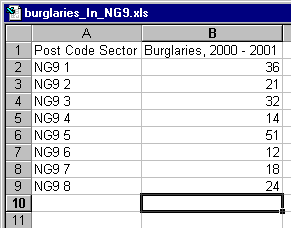 burglaries_In_NG9.xls
A B
1 Post Code Sector Burglaries, 2000 - 2001
2 NG9 1 36
3 NG9 2 21
4 NG9 3 32
5 NG9 4 14
6 NG9 5 51
7 NG9 6 12
8 NG9 7 18
9 NG9 8 24
10
11